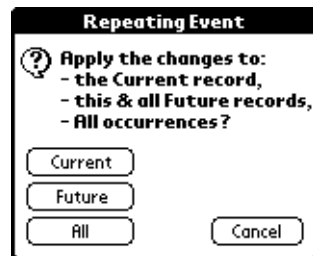 Repeating Event
Apply the changes to:
- the Current record,
- this & all Future records,
- All occurrences?
Current
Future
All
Cancel